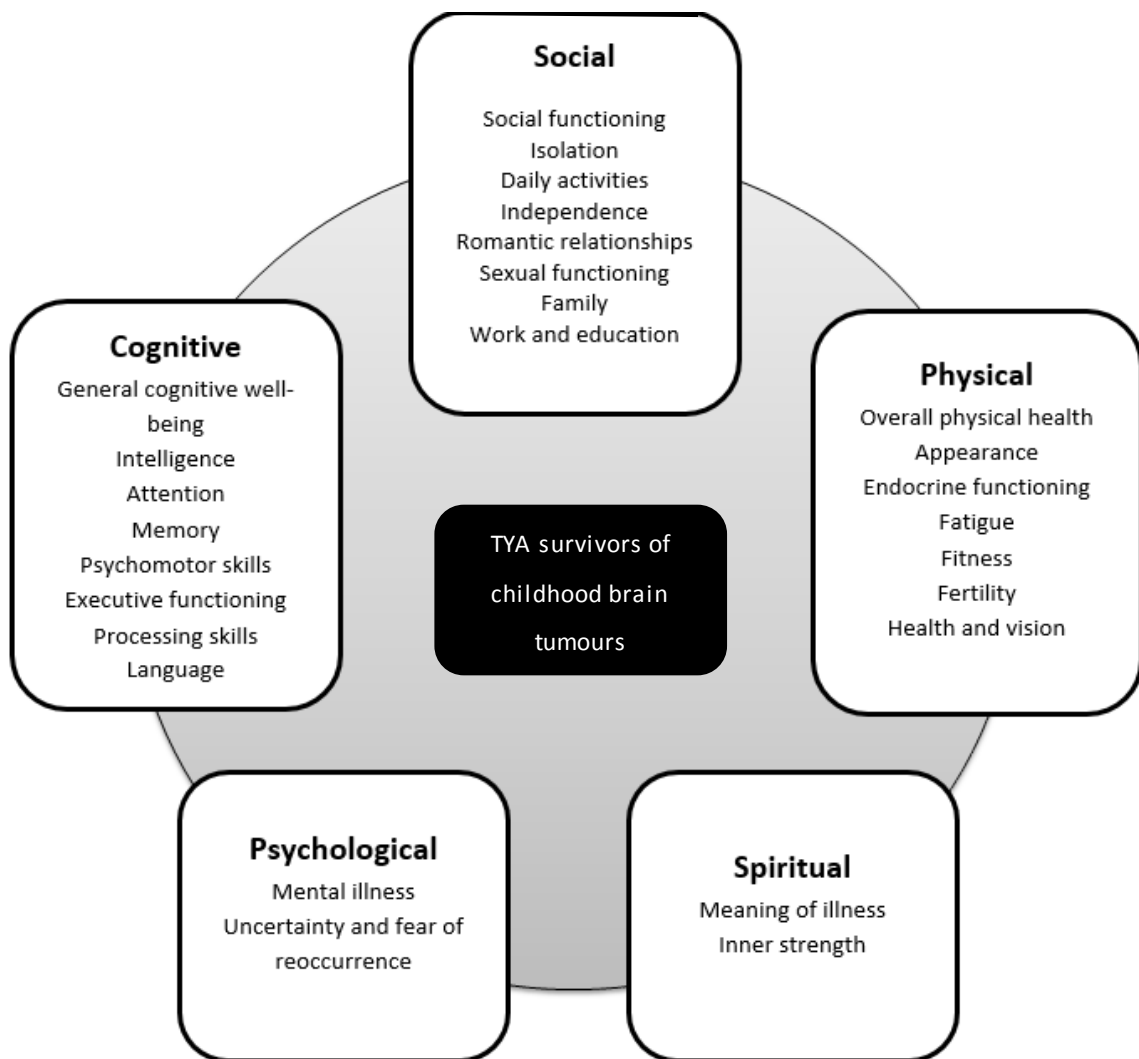 Social
Social functioning
Isolation
Daily activities
Independence
Romantic relationships
Sexual functioning
Family
Work and education
Cognitive
General cognitive well-
being
Intelligence
Attention
Memory
Psychomotor skills
Executive functioning
Processing skills
Language
Physical
Overall physical health
Appearance
Endocrine functioning
Fatigue
Fitness
Fertility
Health and vision
TYA survivors of
childhood brain
tumours
Psychological
Mental illness
Uncertainty and fear of
reoccurrence
Spiritual
Meaning of illness
Inner strength